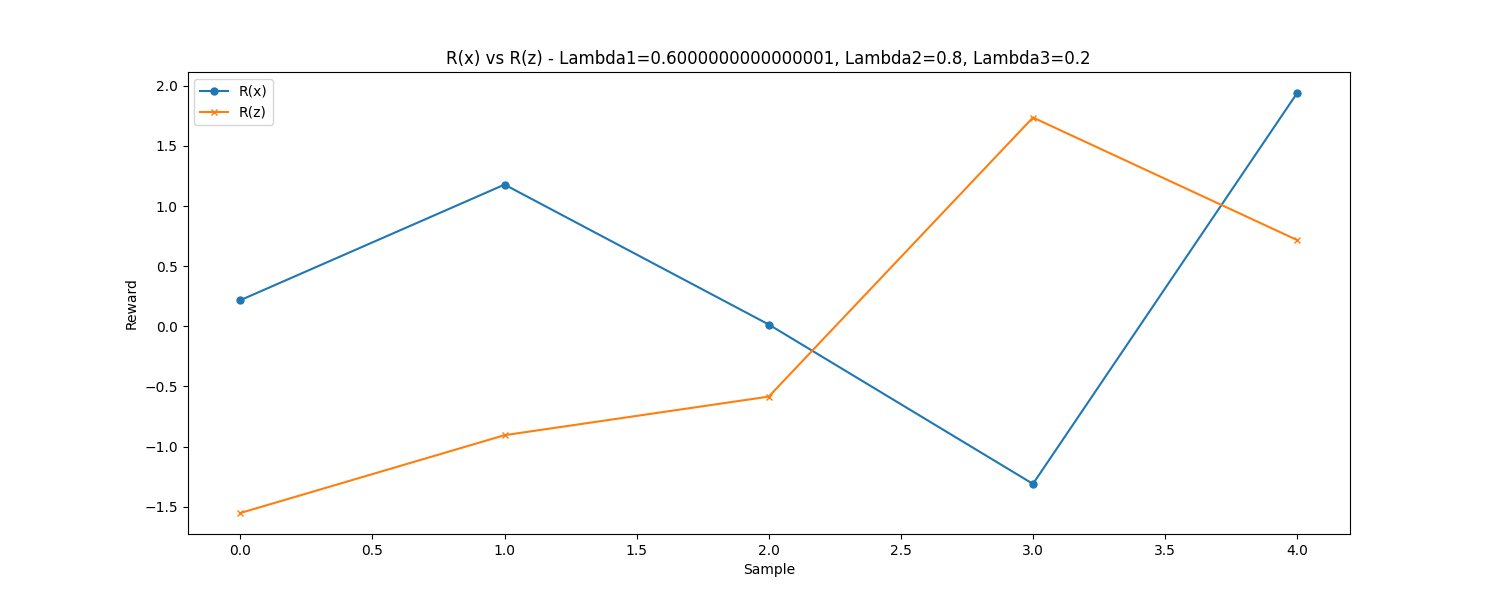 R(x) vs R(z) - Lambda1=0.6000000000000001, Lambda2=0.8, Lambda3=0.2
R(x)
R(z)
2.0
1.5
1.0
0.5
0.0
−0.5
−1.0
−1.5
Reward
0.0 0.5 1.0 1.5 2.0 2.5 3.0 3.5 4.0
Sample